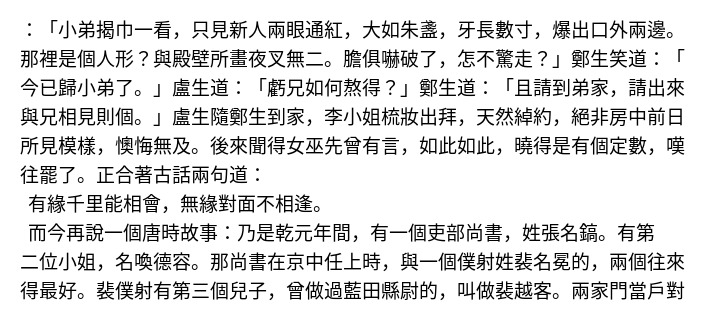 ：「小弟揭巾一看，只見新人兩眼通紅，大如朱盞，牙長數寸，爆出口外兩邊。
那裡是個人形？與殿壁所畫夜叉無二。膽俱嚇破了，怎不驚走？」鄭生笑道：「
今已歸小弟了。」盧生道：「虧兄如何熬得？」鄭生道：「且請到弟家，請出來
與兄相見則個。」盧生隨鄭生到家，李小姐梳妝出拜，天然綽約，絕非房中前日
所見模樣，懊悔無及。後來聞得女巫先曾有言，如此如此，曉得是有個定數，嘆
往罷了。正合著古話兩句道：
有緣千里能相會，無緣對面不相逢。
而今再說一個唐時故事：乃是乾元年間，有一個吏部尚書，姓張名鎬。有第
二位小姐，名喚德容。那尚書在京中任上時，與一個僕射姓裴名冕的，兩個往來
得最好。裴僕射有第三個兒子，曾做過藍田縣尉的，叫做裴越客。兩家門當戶對